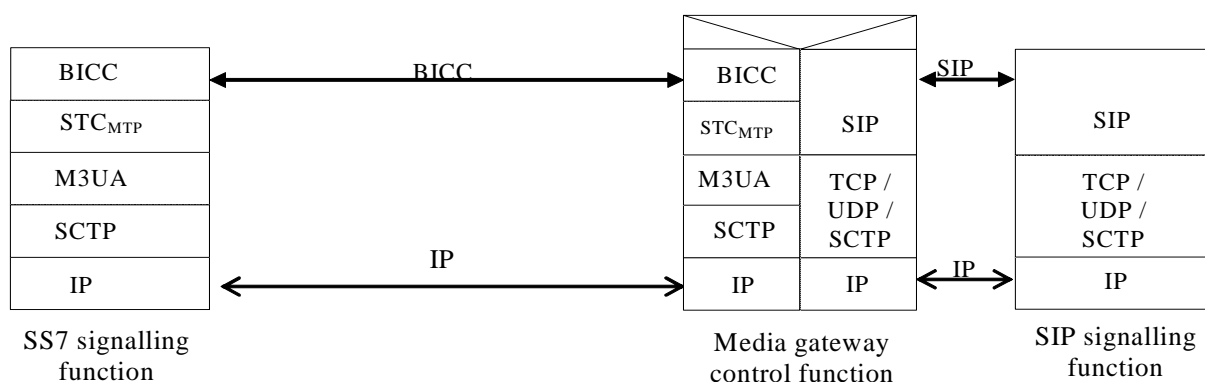 BICC
STCMTP
M3UA
SCTP
IP
SS7 signalling
function
BICC
IP
BICC
STCMTP
M3UA
SCTP
IP
SIP
TCP /
UDP /
SCTP
IP
Media gateway
control function
SIP
IP
SIP
TCP /
UDP /
SCTP
IP
SIP signalling
function